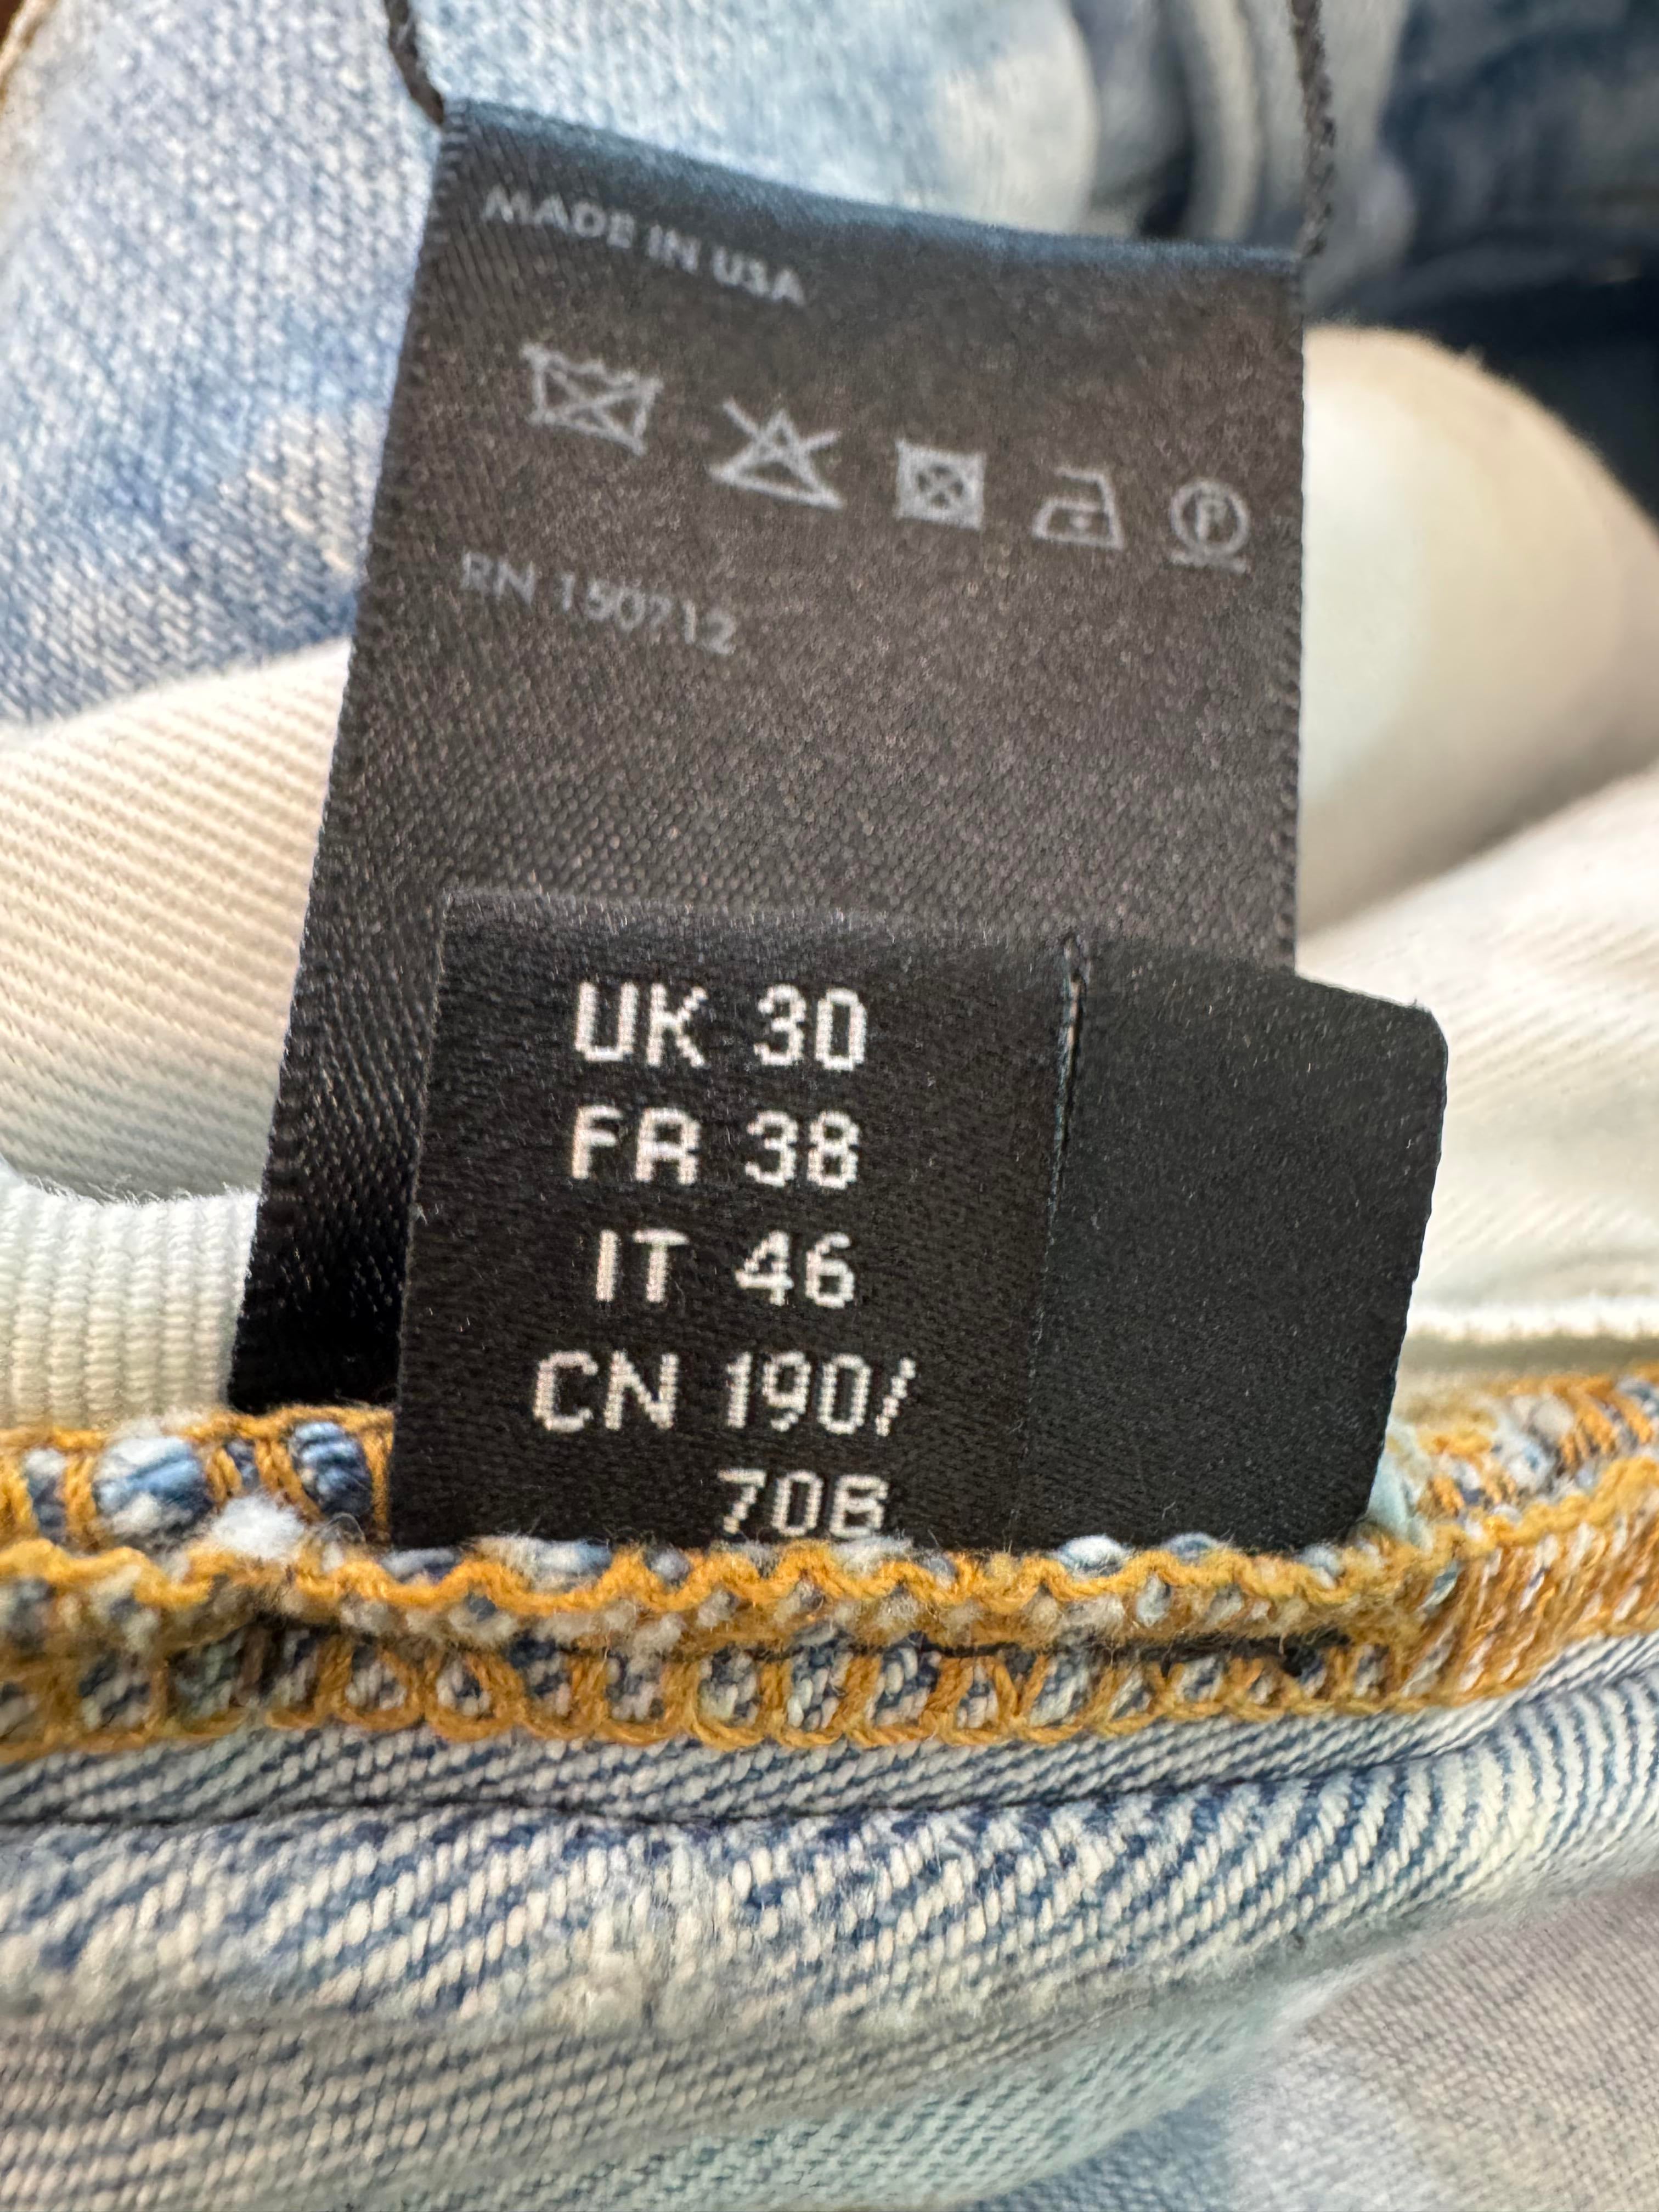 MADE IN USA
P
RN 150712
UK 30
FR 38
IT 46
CN 190/
70B